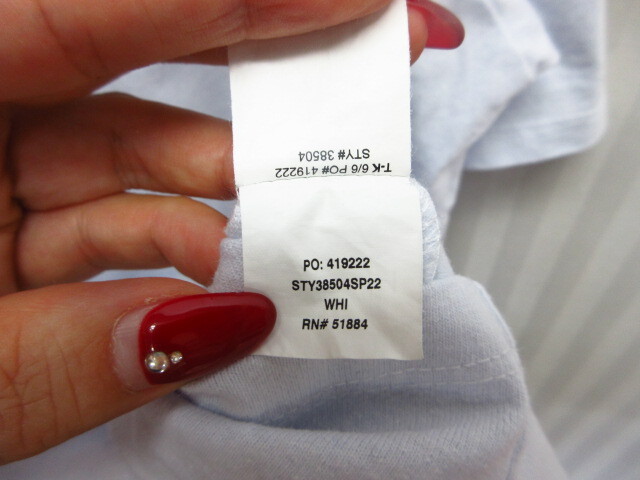 T-K 6/6 PO# 419222
STY# 38504
PO: 419222
STY38504SP22
WHI
RN# 51884